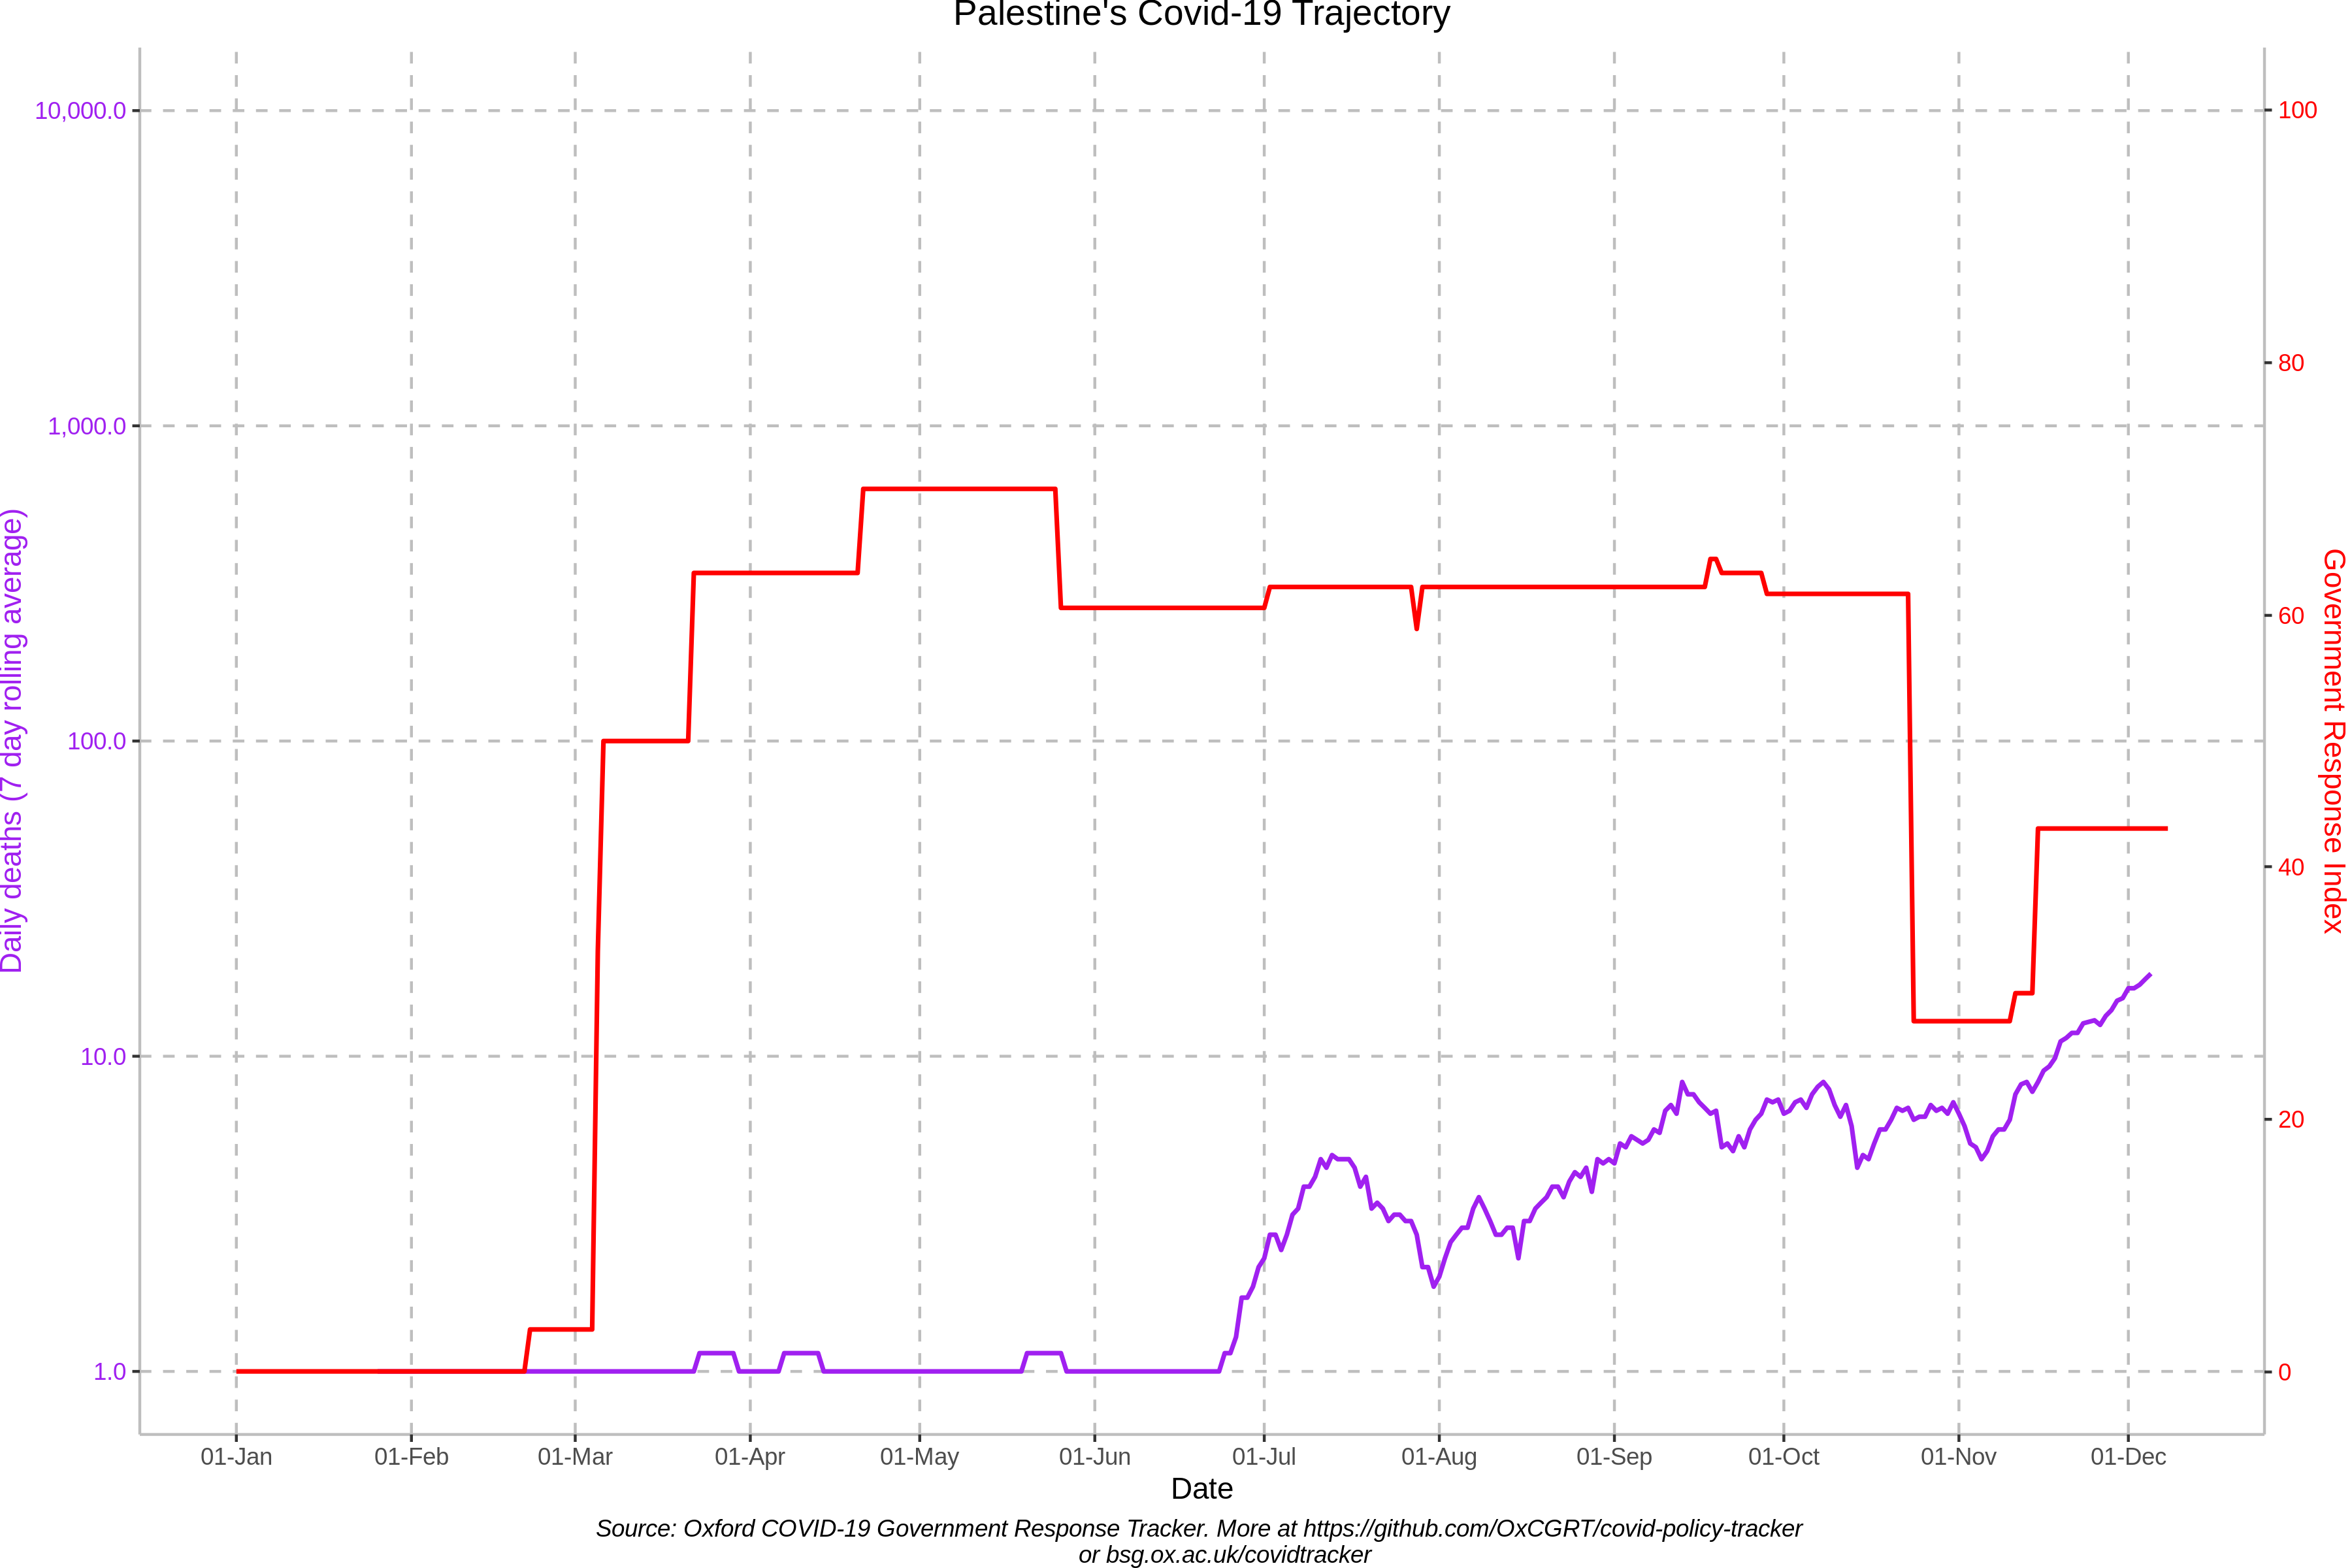 Palestine's Covid-19 Trajectory
10,000.0
1,000.0
100.0
10.0
1.0
Daily deaths (7 day rolling average)
100
80
60
40
20
0
Government Response Index
01-Jan 01-Feb 01-Mar 01-Apr 01-May 01-Jun 01-Jul 01-Aug 01-Sep 01-Oct 01-Nov 01-Dec
Date
Source: Oxford COVID-19 Government Response Tracker. More at https://github.com/OxCGRT/covid-policy-tracker
or bsg.ox.ac.uk/covidtracker